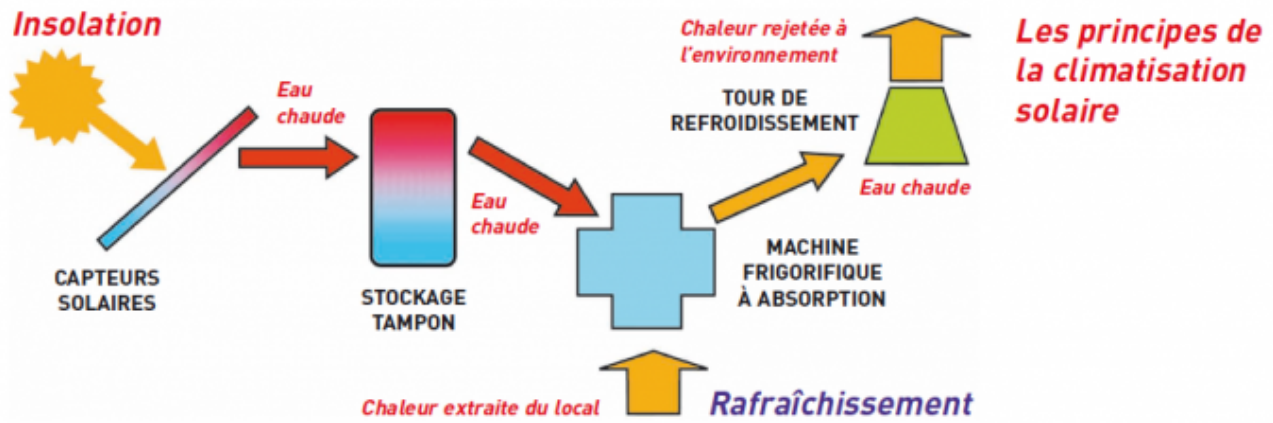 Insolation
Eau
chaude
CAPTEURS
SOLAIRES
STOCKAGE
TAMPON
Eau
chaude
Chaleur rejetée à
l'environnement
TOUR DE
REFROIDISSEMENT
Eau chaude
MACHINE
FRIGORIFIQUE
À ABSORPTION
Chaleur extraite du local
Rafraîchissement
Les principes de
la climatisation
solaire